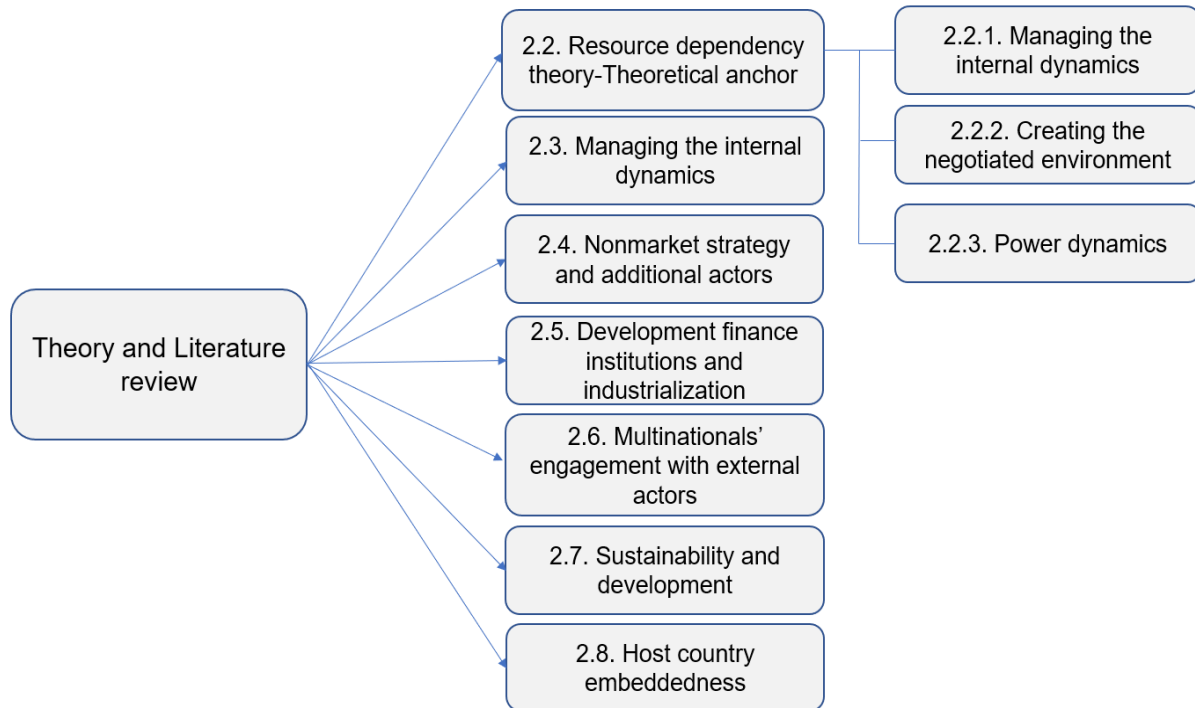 Theory and Literature
review
2.2. Resource dependency
theory-Theoretical anchor
2.2.1. Managing the
internal dynamics
2.2.2. Creating the
negotiated environment
2.2.3. Power dynamics
2.3. Managing the internal
dynamics
2.4. Nonmarket strategy
and additional actors
2.5. Development finance
institutions and
industrialization
2.6. Multinationals’
engagement with external
actors
2.7. Sustainability and
development
2.8. Host country
embeddedness